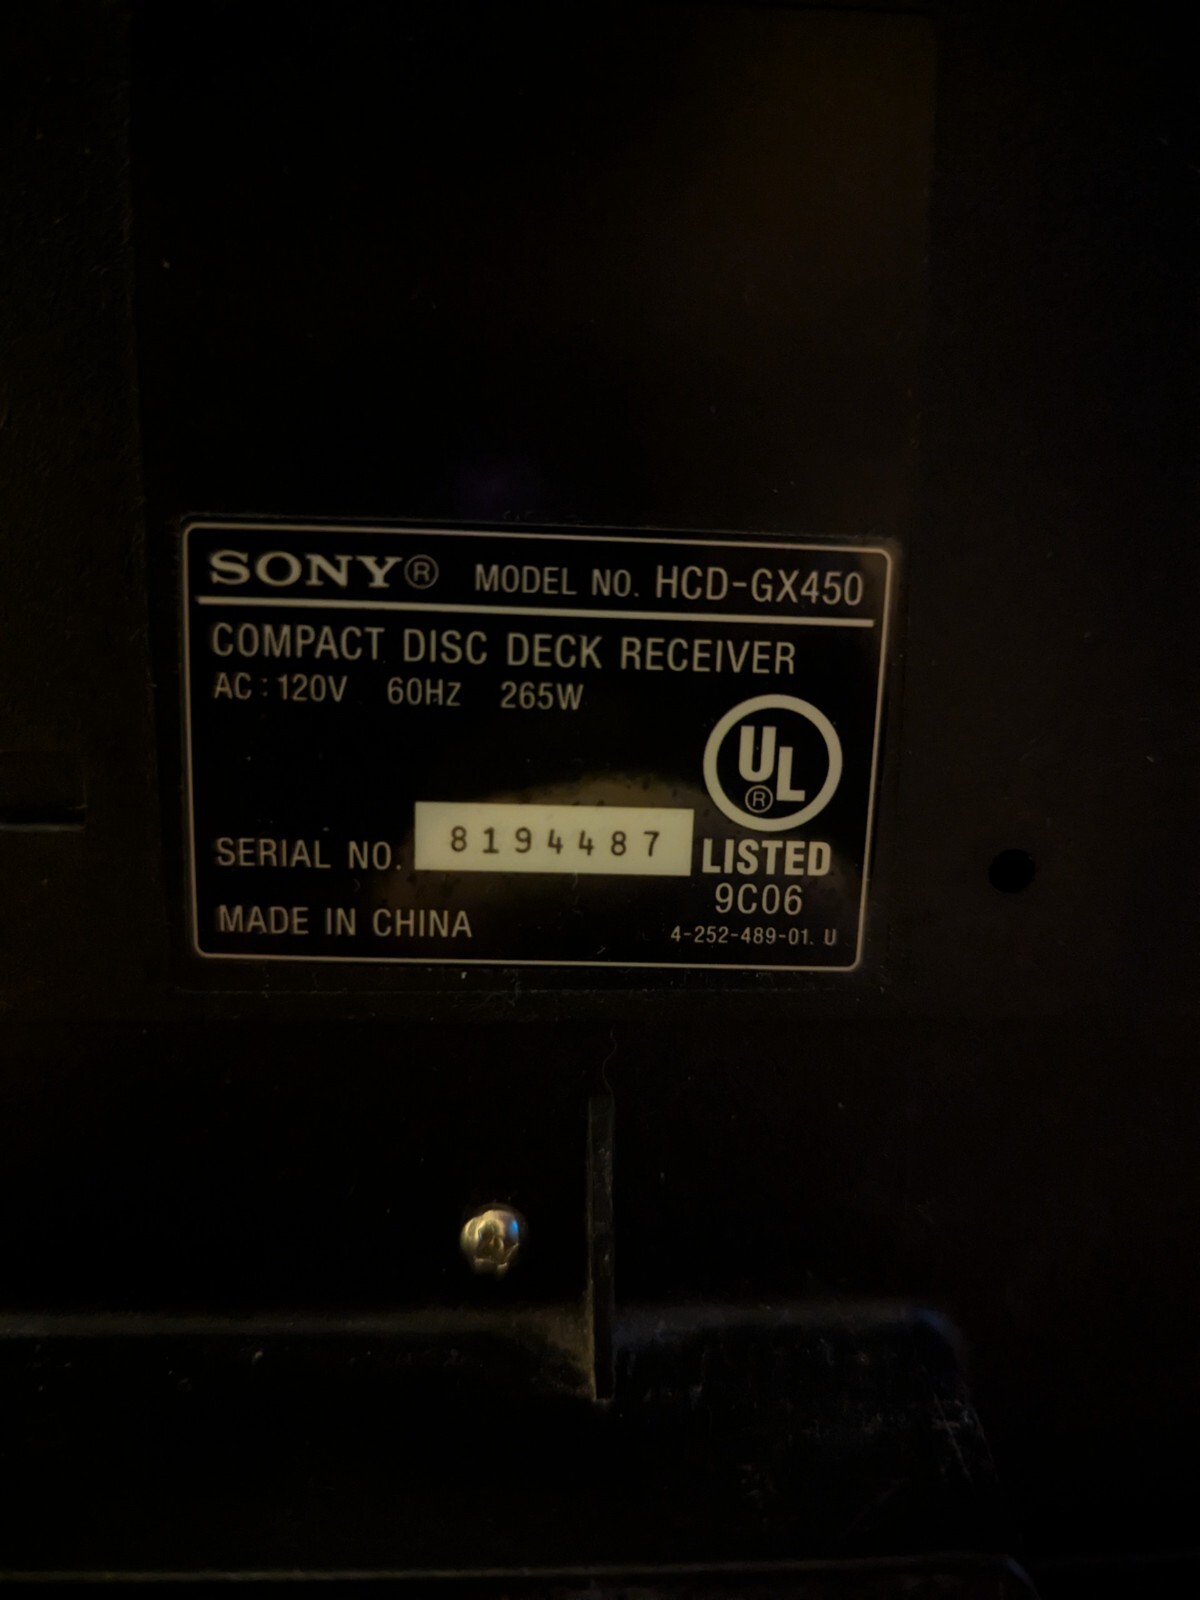 SONY® MODEL NO. HCD-GX450
COMPACT DISC DECK RECEIVER
AC : 120V 60HZ 265W
UL®
SERIAL NO. 8194487
LISTED
9C06
MADE IN CHINA
4-252-489-01. U